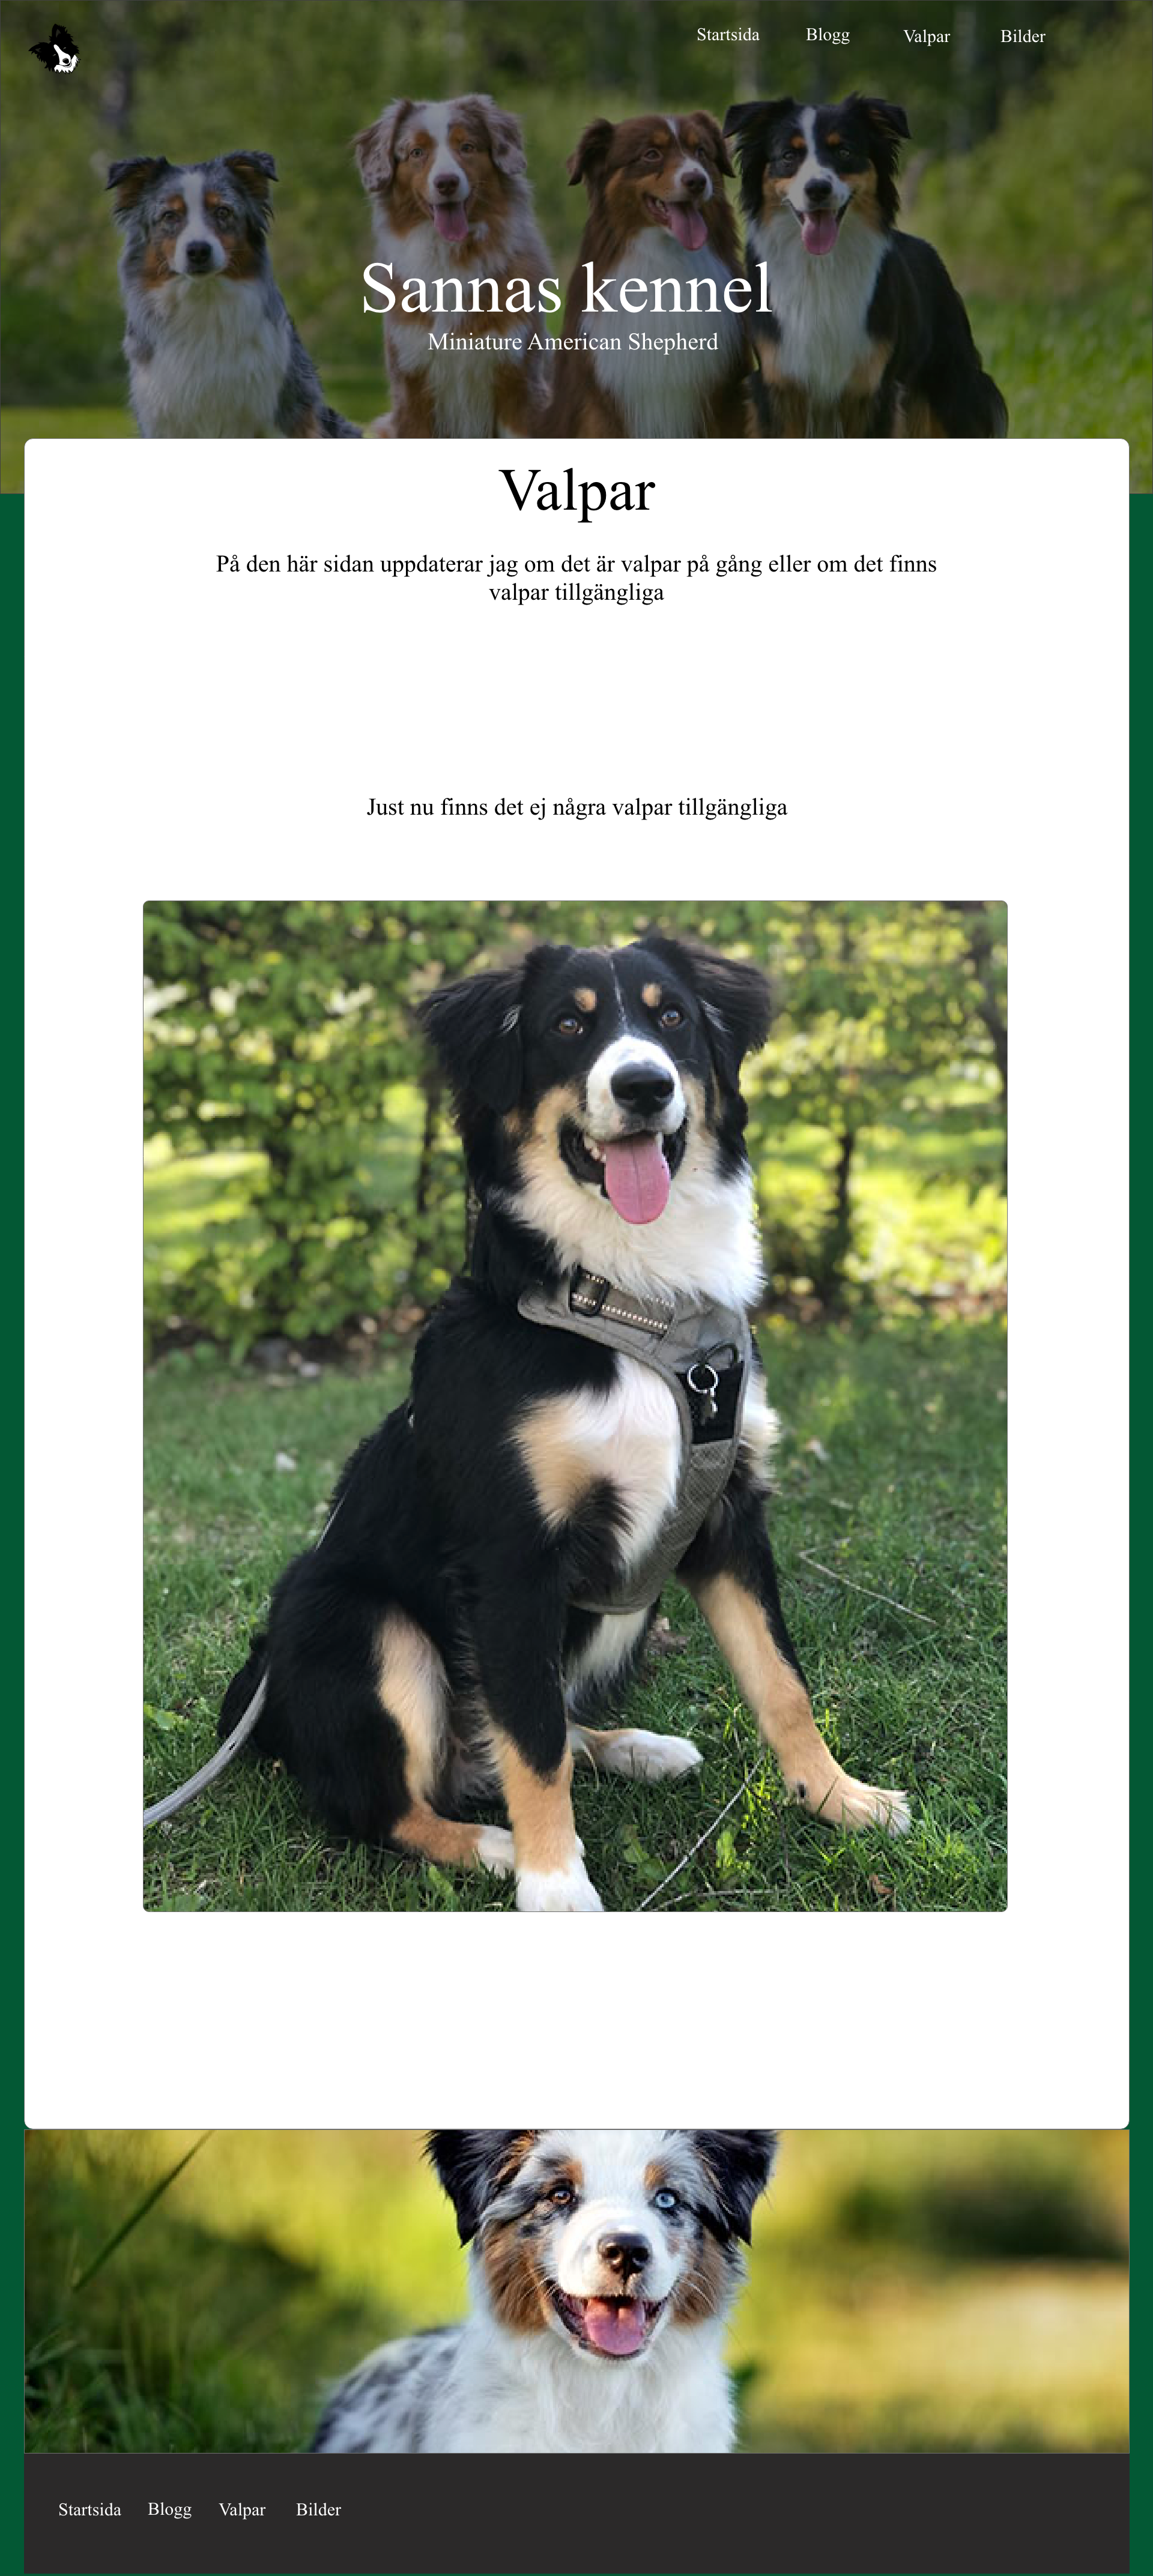 Startsida Blogg Valpar Bilder
Sannas kennel
Miniature American Shepherd
Valpar
På den här sidan uppdaterar jag om det är valpar på gång eller om det finns
valpar tillgängliga
Just nu finns det ej några valpar tillgängliga
Startsida Blogg Valpar Bilder